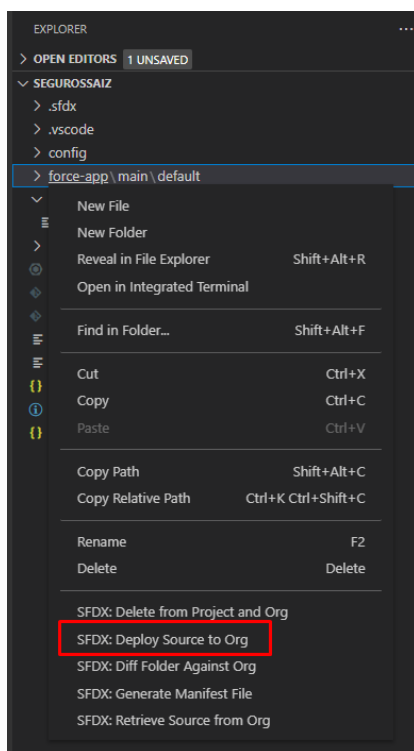 EXPLORER
...
> OPEN EDITORS 1 UNSAVED
SEGUROSSAIZ
> .sfdx
> .vscode
> config
> force-app\main\default
New File
New Folder
Reveal in File Explorer Shift+Alt+R
Open in Integrated Terminal
Find in Folder... Shift+Alt+F
Cut Ctrl+X
Copy Ctrl+C
Paste Ctrl+V
Copy Path Shift+Alt+C
Copy Relative Path Ctrl+K Ctrl+Shift+C
Rename F2
Delete Delete
SFDX: Delete from Project and Org
SFDX: Deploy Source to Org
SFDX: Diff Folder Against Org
SFDX: Generate Manifest File
SFDX: Retrieve Source from Org